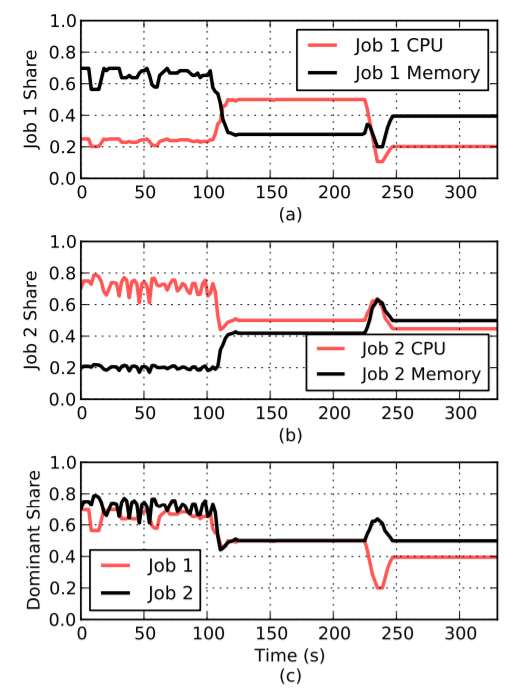 1.0
0.8
0.6
0.4
0.2
0.0
Job 1 Share
Job 1 CPU
Job 1 Memory
0 50 100 150 200 250 300
(a)
1.0
0.8
0.6
0.4
0.2
0.0
Job 2 Share
Job 2 CPU
Job 2 Memory
0 50 100 150 200 250 300
(b)
1.0
0.8
0.6
0.4
0.2
0.0
Dominant Share
Job 1
Job 2
0 50 100 150 200 250 300
Time (s)
(c)